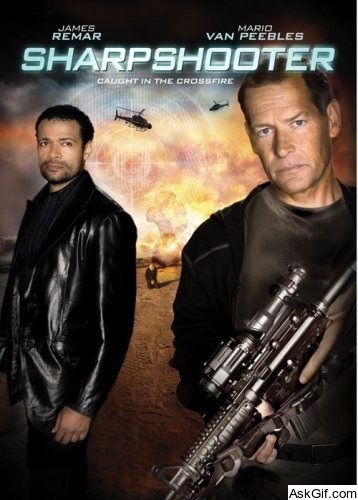 JAMES
REMAR
MARIO
VAN PEEBLES
SHARPSHOOTER
CAUGHT IN THE CROSSFIRE
AskGif.com